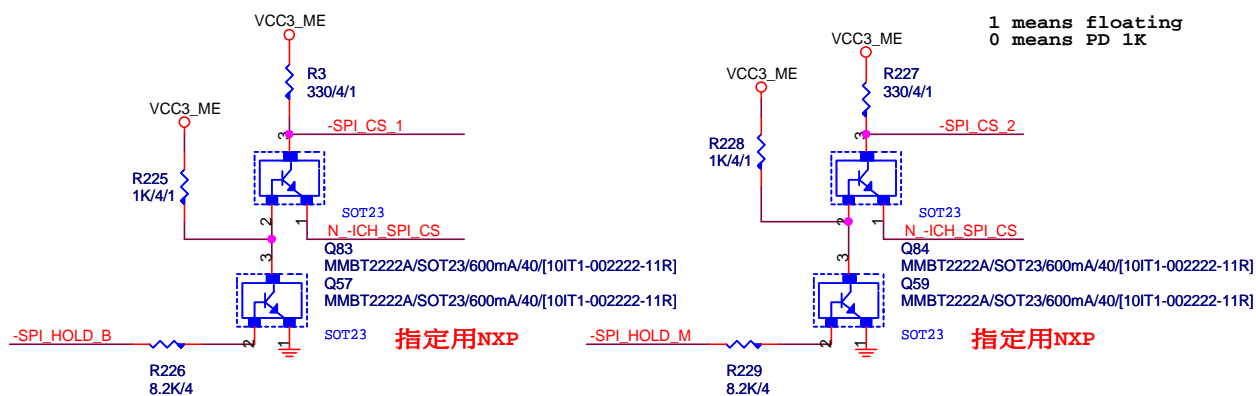 VCC3_ME
R3
330/4/1
VCC3_ME
-SPI_CS_1
3
R225
1K/4/1
2
1
SOT23
N_-ICH_SPI_CS
Q83
MMBT2222A/SOT23/600mA/40/[10IT1-002222-11R]
3
Q57
MMBT2222A/SOT23/600mA/40/[10IT1-002222-11R]
-SPI_HOLD_B
2
1
SOT23
指定用NXP
R226
8.2K/4
1 means floating
0 means PD 1K
VCC3_ME
R227
330/4/1
VCC3_ME
-SPI_CS_2
3
R228
1K/4/1
2
1
SOT23
N_-ICH_SPI_CS
Q84
MMBT2222A/SOT23/600mA/40/[10IT1-002222-11R]
3
Q59
MMBT2222A/SOT23/600mA/40/[10IT1-002222-11R]
-SPI_HOLD_M
2
1
SOT23
指定用NXP
R229
8.2K/4